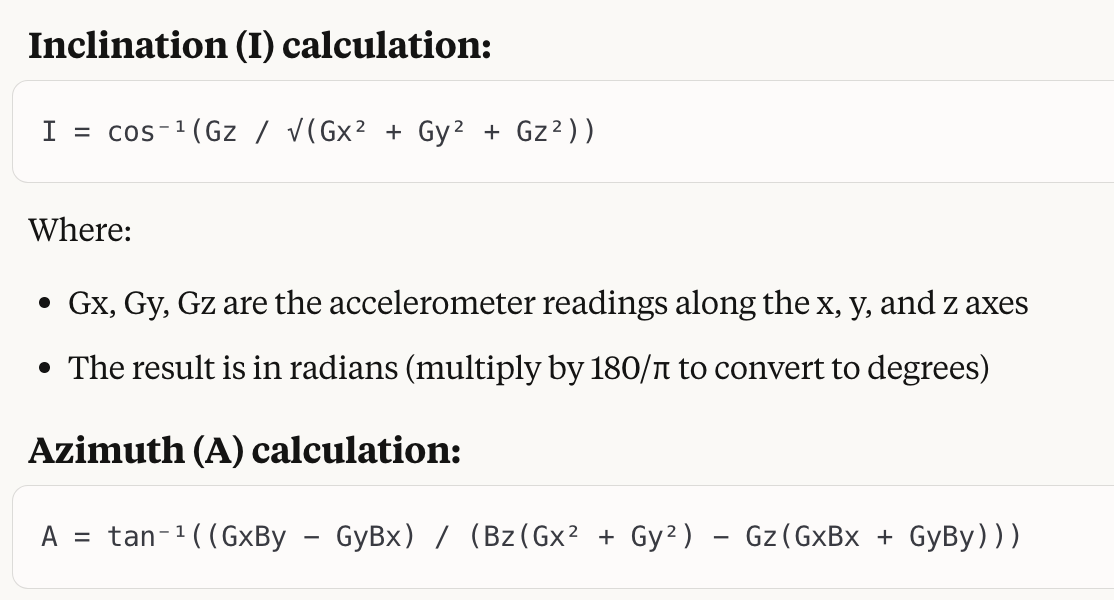 Inclination (I) calculation:
I = cos⁻¹(Gz / √(Gx² + Gy² + Gz²))
Where:
• Gx, Gy, Gz are the accelerometer readings along the x, y, and z axes
• The result is in radians (multiply by 180/π to convert to degrees)
Azimuth (A) calculation:
A = tan⁻¹((GxBy − GyBx) / (Bz(Gx² + Gy²) − Gz(GxBx + GyBy)))